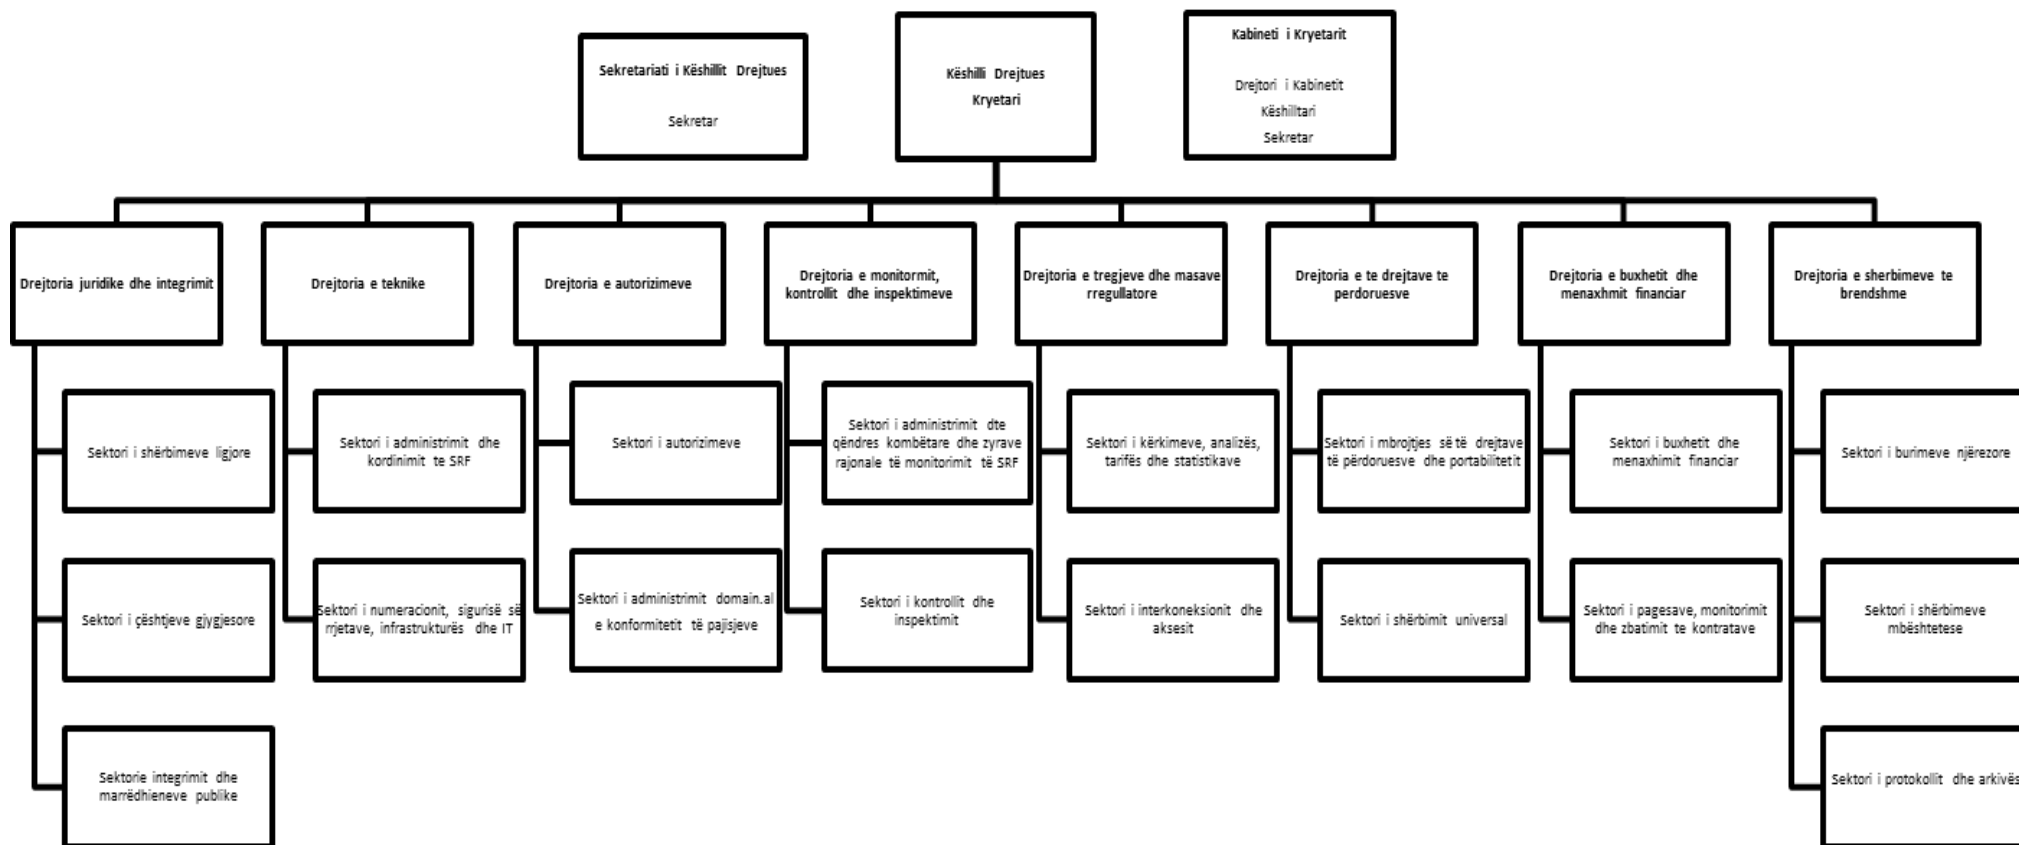 Sekretariati i Këshillit Drejtues
Sekretar
Këshilli Drejtues
Kryetari
Kabineti i Kryetarit
Drejtori i Kabinetit
Këshilltari
Sekretar
Drejtoria juridike dhe integrimit
Drejtoria e teknike
Drejtoria e autorizimeve
Drejtoria e monitormit,
kontrollit dhe inspektimeve
Drejtoria e tregjeve dhe masave
rregullatore
Drejtoria e te drejtave te
perdoruesve
Drejtoria e buxhetit dhe
menaxhmit financiar
Drejtoria e sherbimeve te
brendshme
Sektori i shërbimeve ligjore
Sektori i administrimit dhe
kordinimit te SRF
Sektori i autorizimeve
Sektori i administrimit dte
qëndres kombëtare dhe zyrave
rajonale të monitorimit të SRF
Sektori i kërkimeve, analizës,
tarifës dhe statistikave
Sektori i mbrojtjes së të drejtave
të përdoruesve dhe portabilitetit
Sektori i buxhetit dhe
menaxhimit financiar
Sektori i burimeve njërezore
Sektori i çështjeve gjygjesore
Sektori i numeracionit, sigurisë së
rrjetave, infrastrukturës dhe IT
Sektori i administrimit domain.al
e konformitetit të pajisjeve
Sektori i kontrollit dhe
inspektimit
Sektori i interkoneksionit dhe
aksesit
Sektori i shërbimit universal
Sektori i pagesave, monitorimit
dhe zbatimit te kontratave
Sektori i shërbimeve
mbështetese
Sektorie integrimit dhe
marrëdhieneve publike
Sektori i protokollit dhe arkivës